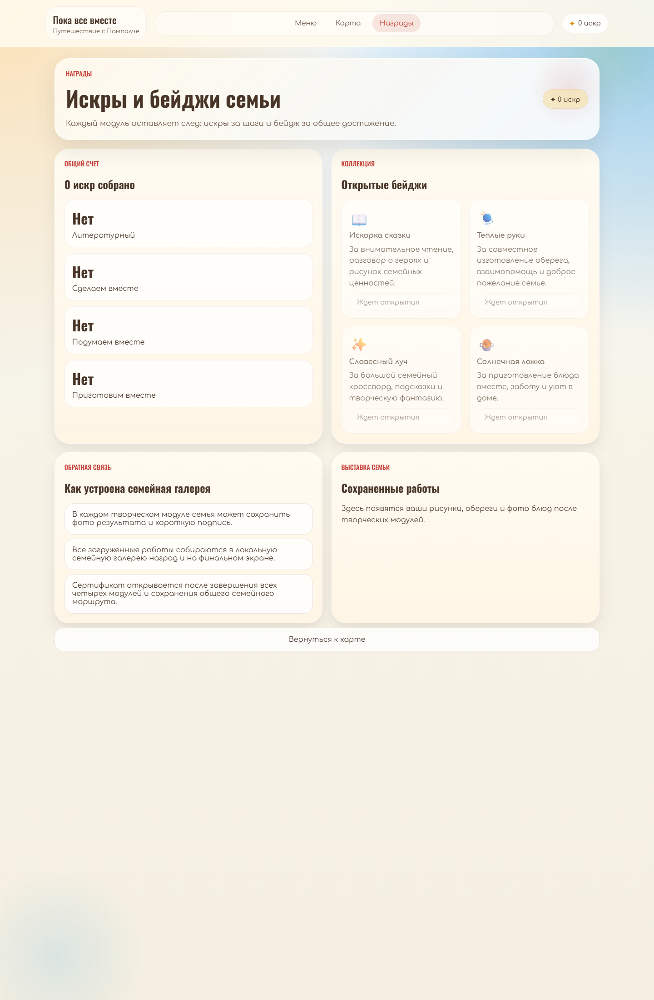 Пока все вместе
Путешествие с Пампалче
Меню
Карта
Награды
✦ 0 искр
НАГРАДЫ
Искры и бейджи семьи
Каждый модуль оставляет след: искры за шаги и бейдж за общее достижение.
✦ 0 искр
ОБЩИЙ СЧЕТ
0 искр собрано
Нет
Литературный
Нет
Сделаем вместе
Нет
Подумаем вместе
Нет
Приготовим вместе
КОЛЛЕКЦИЯ
Открытые бейджи
Искорка сказки
За внимательное чтение,
разговор о героях и
рисунок семейных
ценностей.
Ждет открытия
Теплые руки
За совместное
изготовление оберега,
взаимопомощь и доброе
пожелание семье.
Ждет открытия
Словесный луч
За большой семейный
кроссворд, подсказки и
творческую фантазию.
Ждет открытия
Солнечная ложка
За приготовление блюда
вместе, заботу и уют в
доме.
Ждет открытия
ОБРАТНАЯ СВЯЗЬ
Как устроена семейная галерея
В каждом творческом модуле семья может сохранить
фото результата и короткую подпись.
Все загруженные работы собираются в локальную
семейную галерею наград и на финальном экране.
Сертификат открывается после завершения всех
четырех модулей и сохранения общего семейного
маршрута.
ВЫСТАВКА СЕМЬИ
Сохраненные работы
Здесь появятся ваши рисунки, обереги и фото блюд после
творческих модулей.
Вернуться к карте